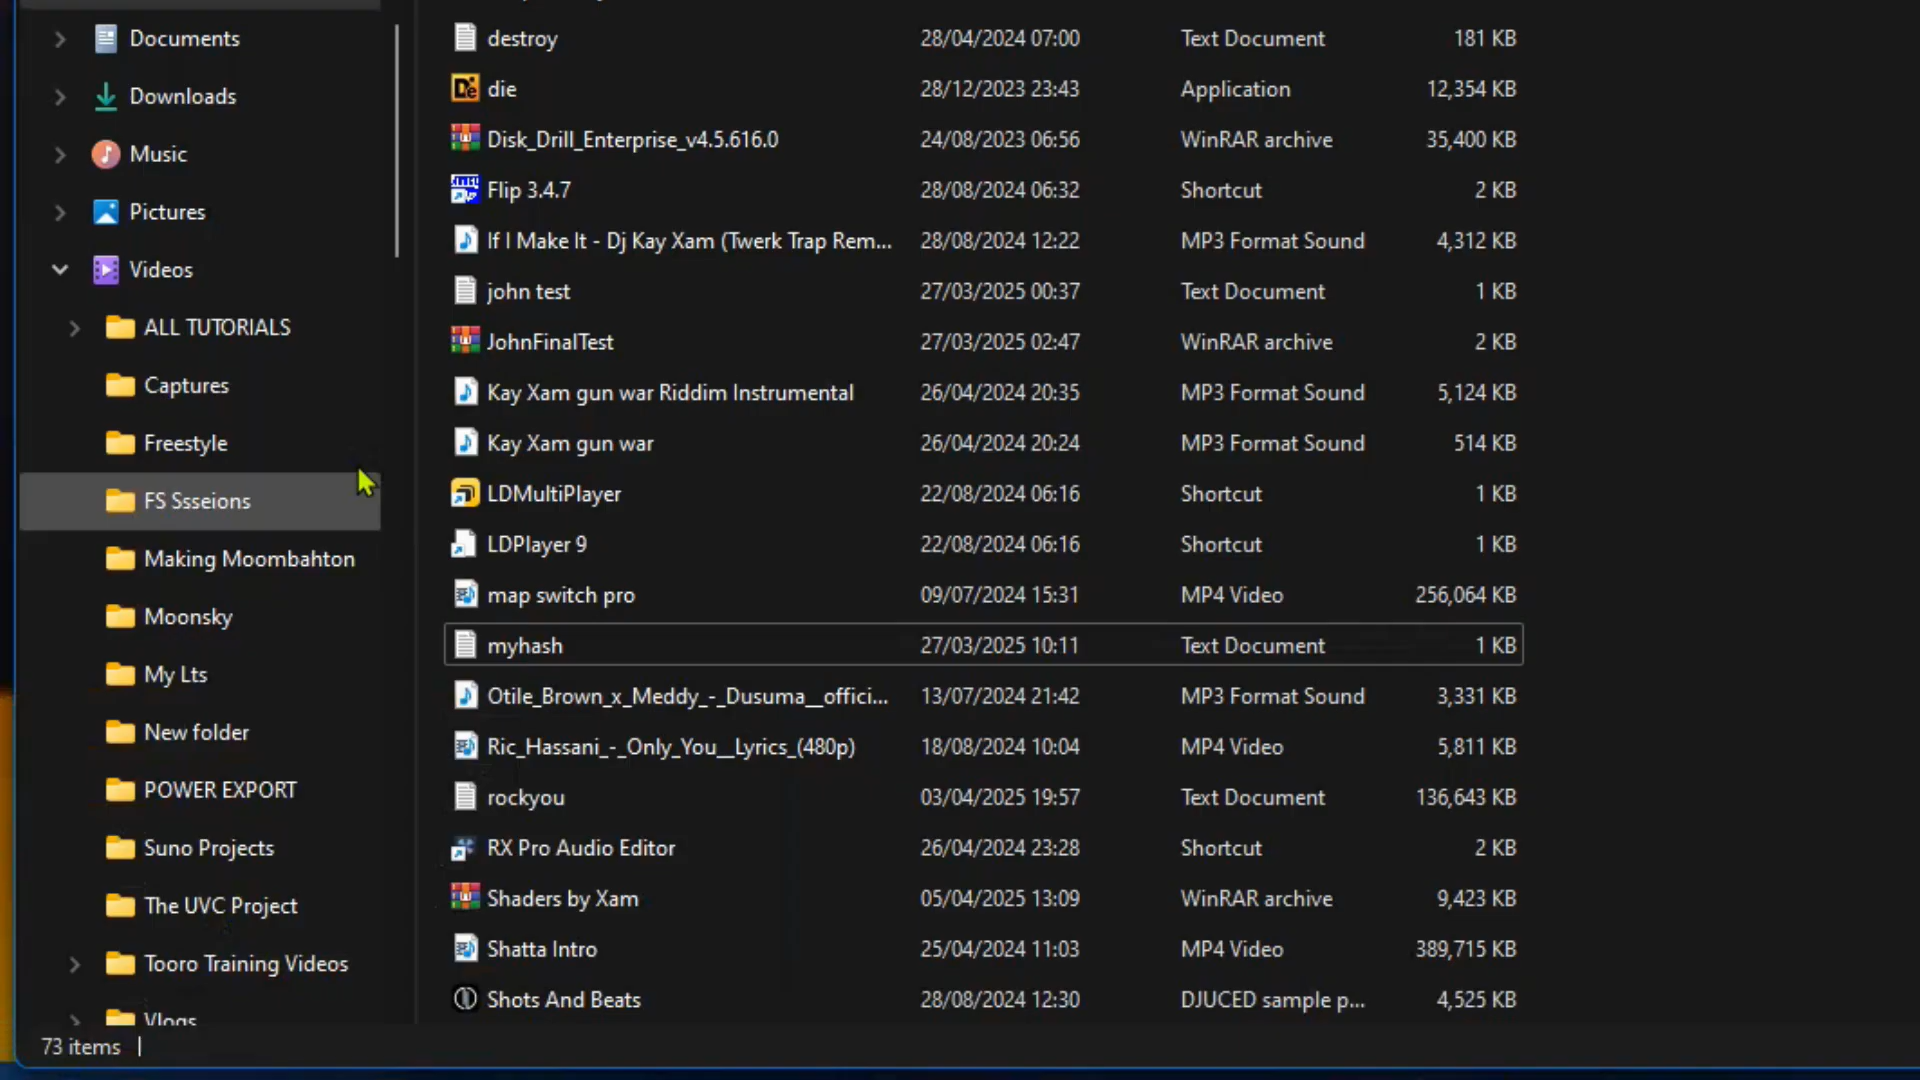 Documents
Downloads
Music
Pictures
Videos
ALL TUTORIALS
Captures
Freestyle
FS Ssseions
Making Moombahton
Moonsky
My Lts
New folder
POWER EXPORT
Suno Projects
The UVC Project
Tooro Training Videos
Vlogs
destroy 28/04/2024 07:00 Text Document 181 KB
die 28/12/2023 23:43 Application 12,354 KB
Disk_Drill_Enterprise_v4.5.616.0 24/08/2023 06:56 WinRAR archive 35,400 KB
Flip 3.4.7 28/08/2024 06:32 Shortcut 2 KB
If I Make It - Dj Kay Xam (Twerk Trap Rem... 28/08/2024 12:22 MP3 Format Sound 4,312 KB
john test 27/03/2025 00:37 Text Document 1 KB
JohnFinalTest 27/03/2025 02:47 WinRAR archive 2 KB
Kay Xam gun war Riddim Instrumental 26/04/2024 20:35 MP3 Format Sound 5,124 KB
Kay Xam gun war 26/04/2024 20:24 MP3 Format Sound 514 KB
LDMultiPlayer 22/08/2024 06:16 Shortcut 1 KB
LDPlayer 9 22/08/2024 06:16 Shortcut 1 KB
map switch pro 09/07/2024 15:31 MP4 Video 256,064 KB
myhash 27/03/2025 10:11 Text Document 1 KB
Otile_Brown_x_Meddy_-_Dusuma__offici... 13/07/2024 21:42 MP3 Format Sound 3,331 KB
Ric_Hassani_-_Only_You__Lyrics_(480p) 18/08/2024 10:04 MP4 Video 5,811 KB
rockyou 03/04/2025 19:57 Text Document 136,643 KB
RX Pro Audio Editor 26/04/2024 23:28 Shortcut 2 KB
Shaders by Xam 05/04/2025 13:09 WinRAR archive 9,423 KB
Shatta Intro 25/04/2024 11:03 MP4 Video 389,715 KB
Shots And Beats 28/08/2024 12:30 DJUCED sample p... 4,525 KB
73 items